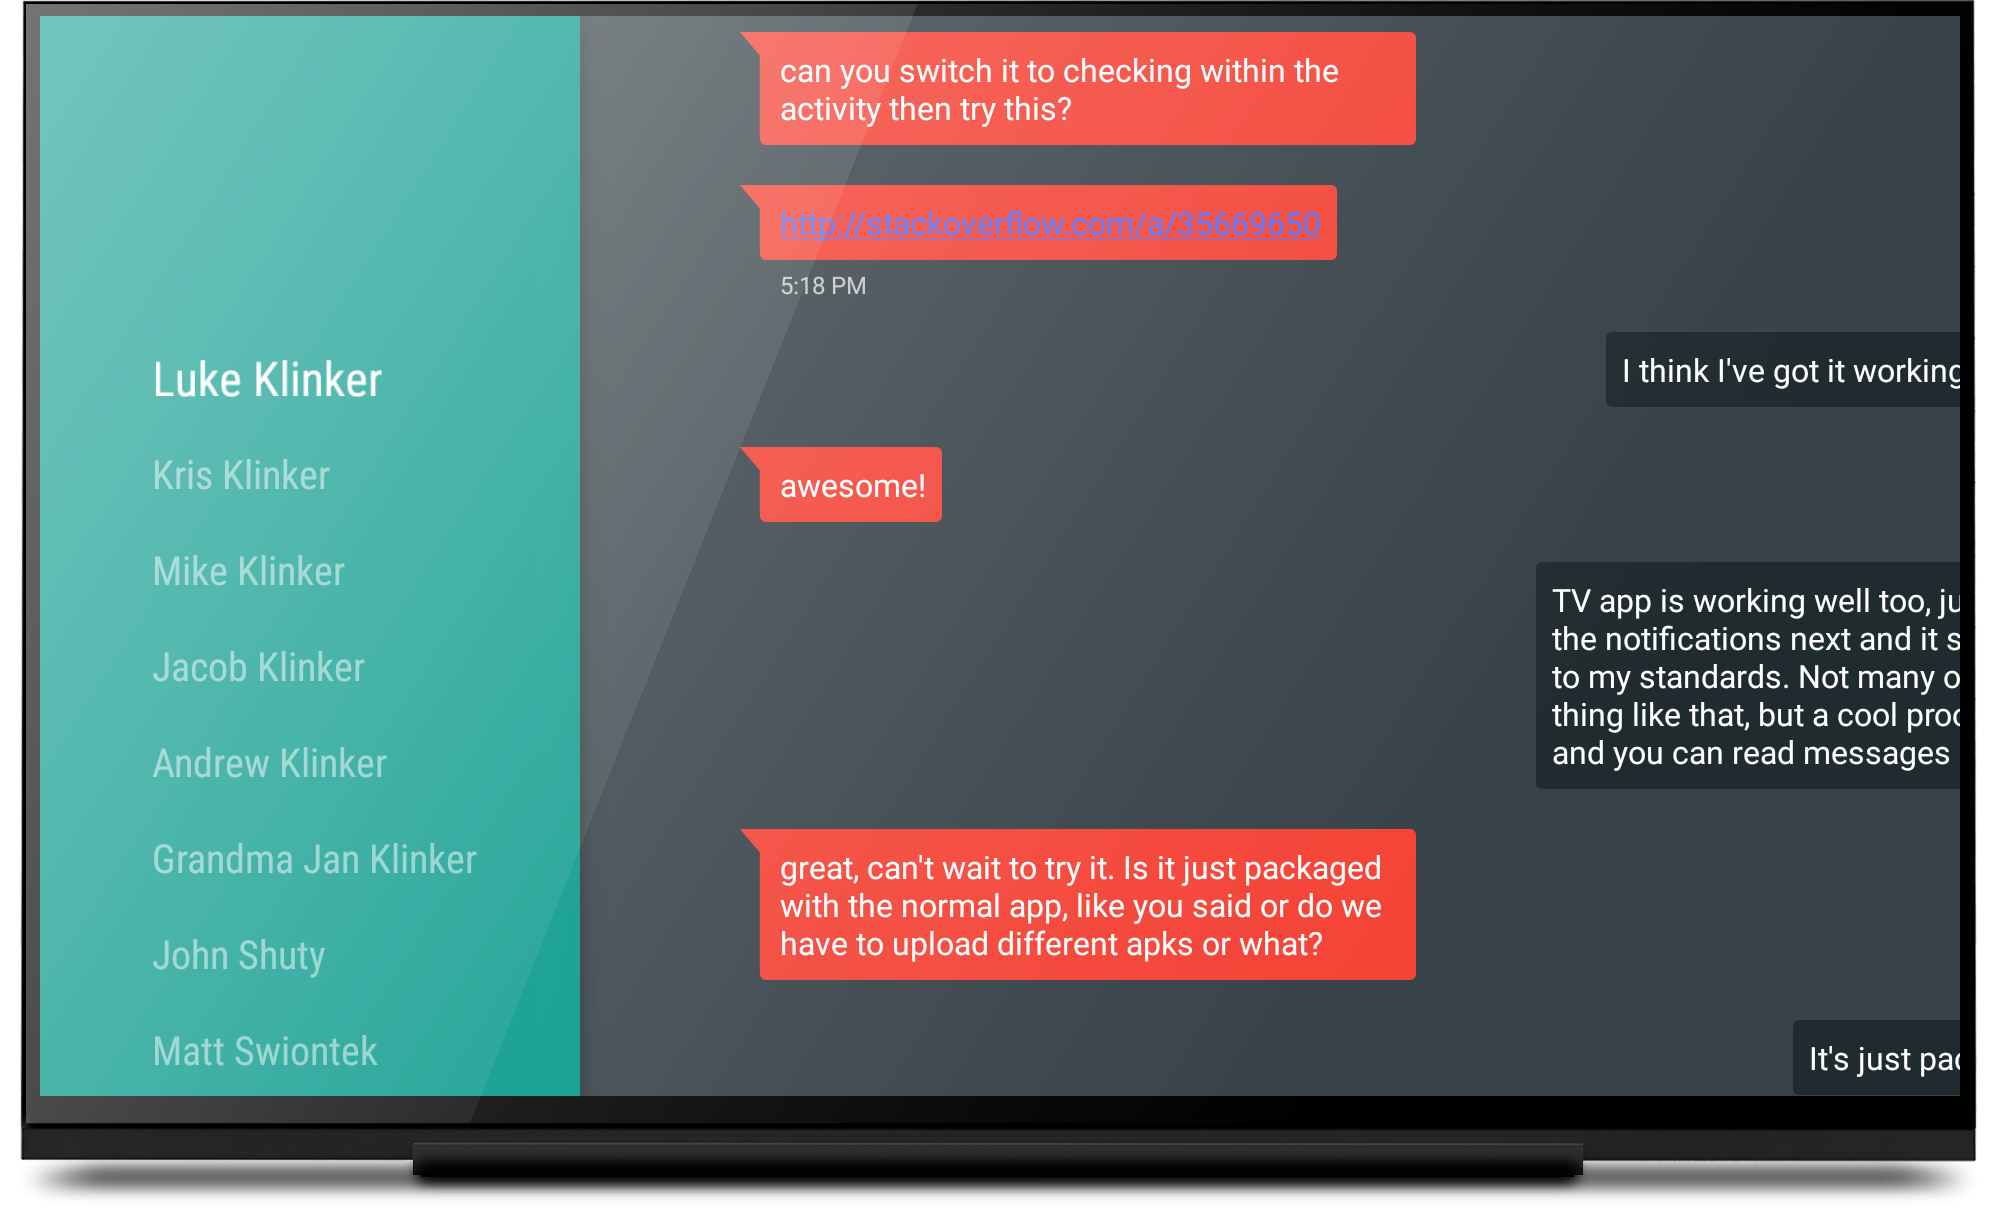 can you switch it to checking within the
activity then try this?
http://stackoverflow.com/a/35669650
5:18 PM
Luke Klinker
I think I've got it working
Kris Klinker
awesome!
Mike Klinker
Jacob Klinker
Andrew Klinker
Grandma Jan Klinker
John Shuty
Matt Swiontek
TV app is working well too,
the notifications next and it
to my standards. Not many
thing like that, but a cool
and you can read messages
great, can't wait to try it. Is it just packaged
with the normal app, like you said or do we
have to upload different apks or what?
It's just